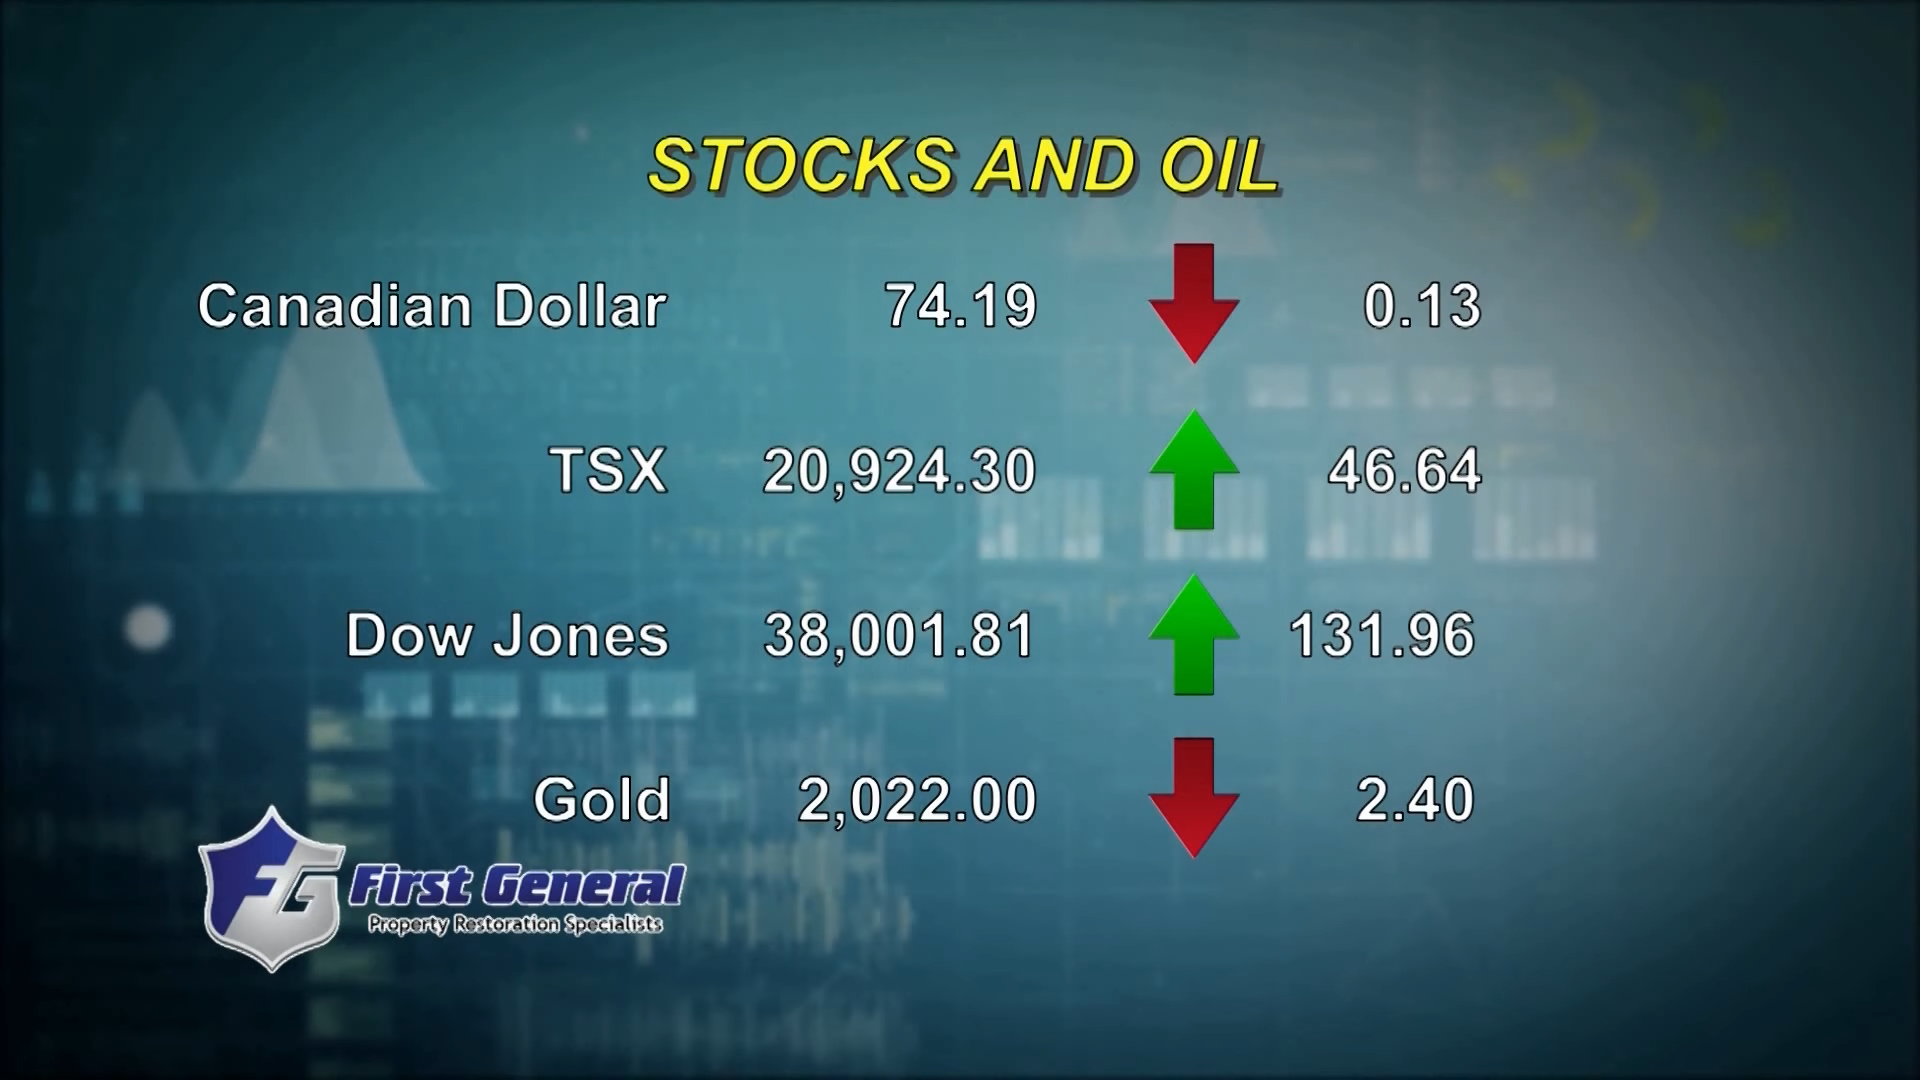 STOCKS AND OIL
Canadian Dollar 74.19 0.13
TSX 20,924.30 46.64
Dow Jones 38,001.81 131.96
Gold 2,022.00 2.40
FG First General
Property Restoration Specialists